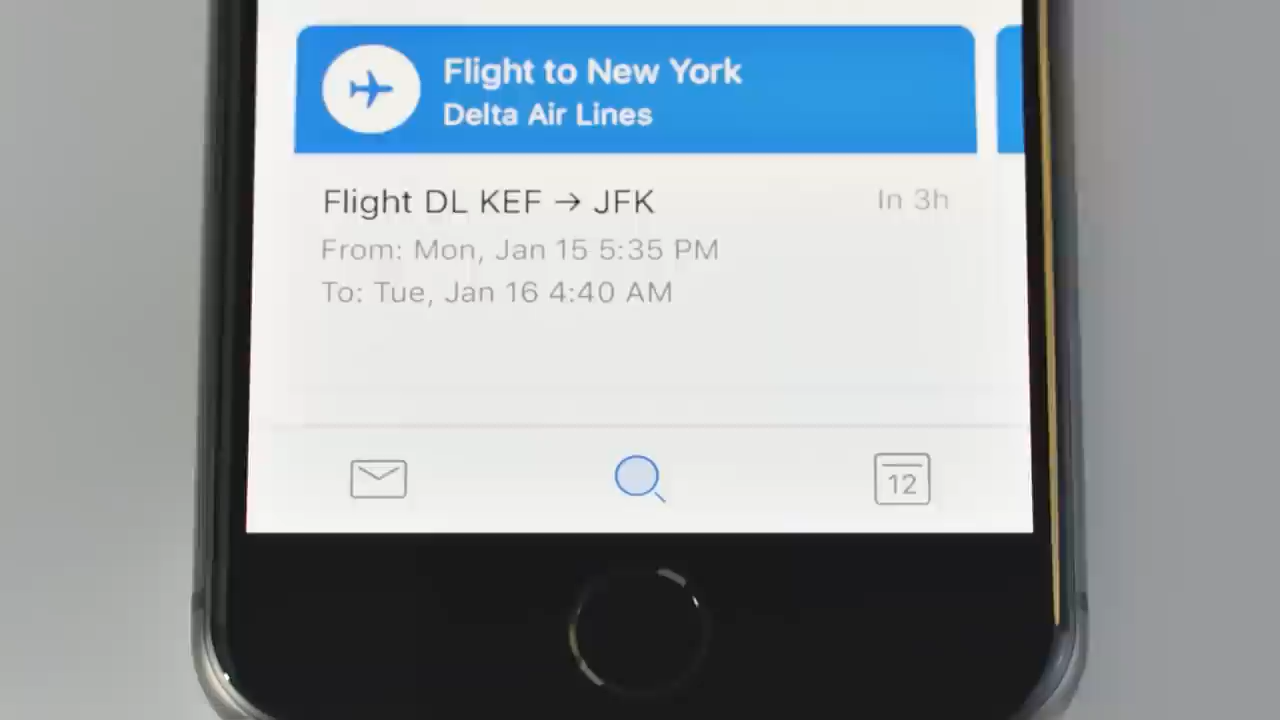 Flight to New York
Delta Air Lines
Flight DL KEF → JFK
In 3h
From: Mon, Jan 15 5:35 PM
To: Tue, Jan 16 4:40 AM
12